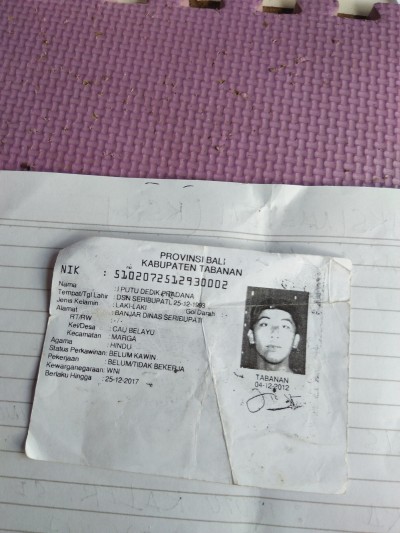 PROVINSI BALI
KABUPATEN TABANAN
NIK : 5102072512930002
Nama : I PUTU DEDIK PRADANA
Tempat/Tgl Lahir : DSN SERIBUPATI, 25-12-1993
Jenis Kelamin : LAKI-LAKI Gol Darah
Alamat : BANJAR DINAS SERIBUPATI
RT/RW : - -
Kel/Desa : CAU BELAYU
Kecamatan : MARGA
Agama : HINDU
Status Perkawinan: BELUM KAWIN
Pekerjaan : BELUM/TIDAK BEKERJA
Kewarganegaraan: WNI
Berlaku Hingga : 25-12-2017
TABANAN
04-12-2012